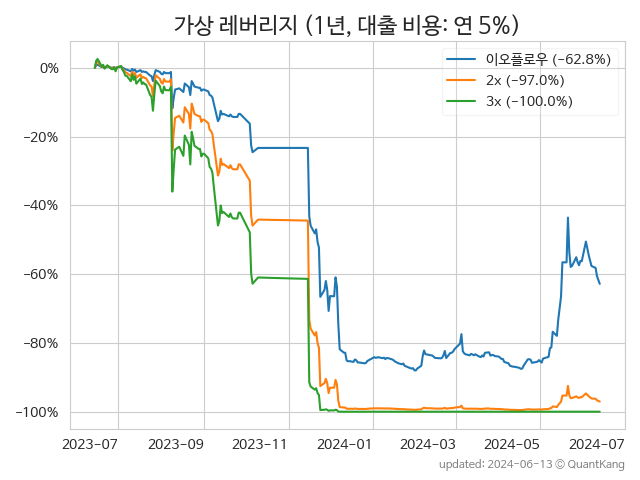 가상 레버리지 (1년, 대출 비용: 연 5%)
이오플로우 (−62.8%)
2x (−97.0%)
3x (−100.0%)
0%
−20%
−40%
−60%
−80%
−100%
2023-07 2023-09 2023-11 2024-01 2024-03 2024-05 2024-07
updated: 2024-06-13 © QuantKang